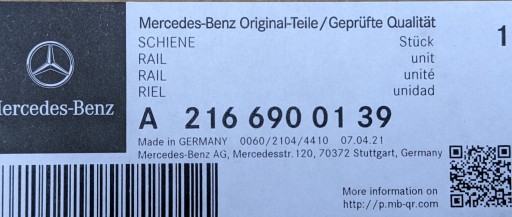 Mercedes-Benz Original-Teile/Geprüfte Qualität
SCHIENE Stück 1
RAIL unit
RAIL unité
RIEL unidad
Mercedes-Benz
A 216 690 01 39
Made in GERMANY 0060/2104/4410 07.04.21
Mercedes-Benz AG, Mercedesstr.120, 70372 Stuttgart, Germany
More information on
http://p.mb-qr.com